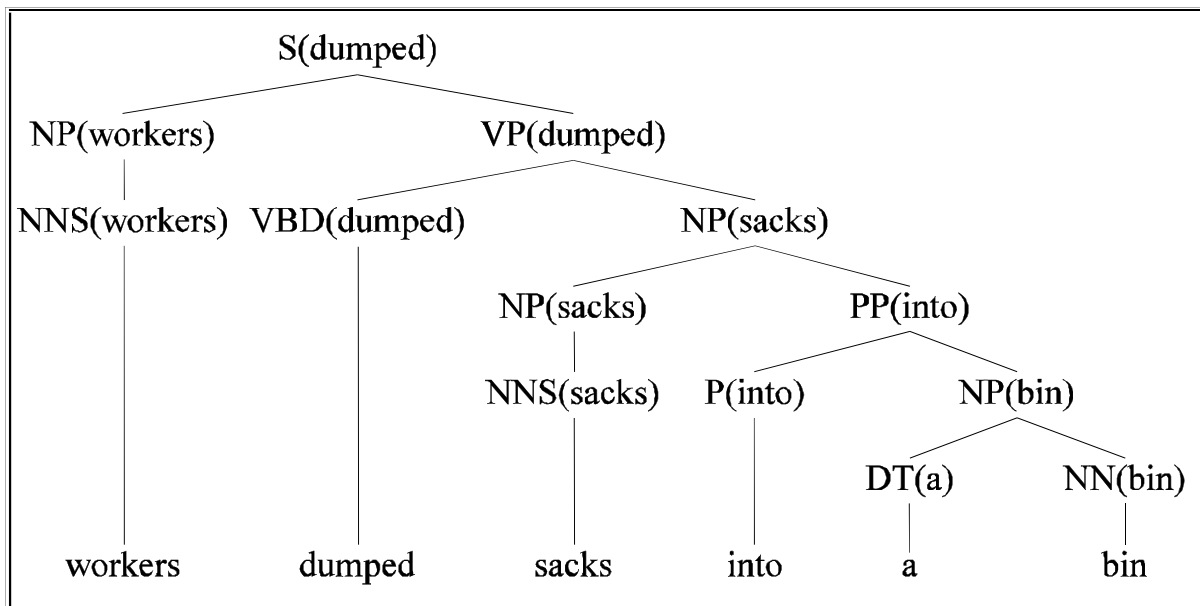 S(dumped)
NP(workers) VP(dumped)
NNS(workers) VBD(dumped) NP(sacks)
NP(sacks) PP(into)
NNS(sacks) P(into) NP(bin)
DT(a) NN(bin)
workers dumped sacks into a bin